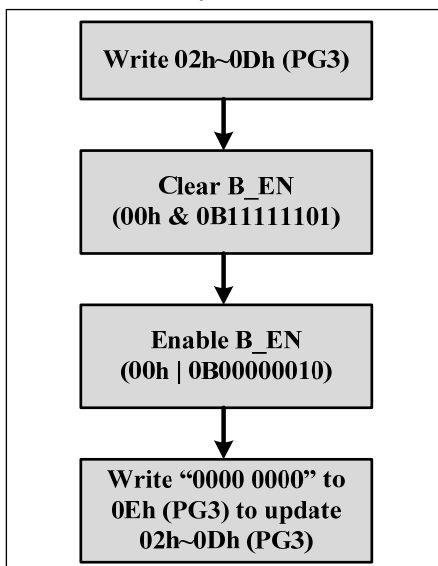 Write 02h~0Dh (PG3)
Clear B_EN
(00h & 0B11111101)
Enable B_EN
(00h | 0B00000010)
Write “0000 0000” to
0Eh (PG3) to update
02h~0Dh (PG3)